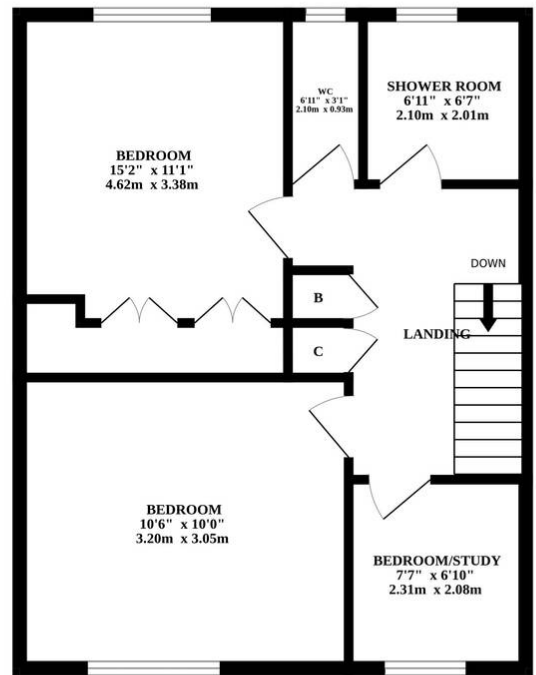 WC
6'11" x 3'1"
2.10m x 0.93m
SHOWER ROOM
6'11" x 6'7"
2.10m x 2.01m
BEDROOM
15'2" x 11'1"
4.62m x 3.38m
DOWN
B
LANDING
C
BEDROOM
10'6" x 10'0"
3.20m x 3.05m
BEDROOM/STUDY
7'7" x 6'10"
2.31m x 2.08m